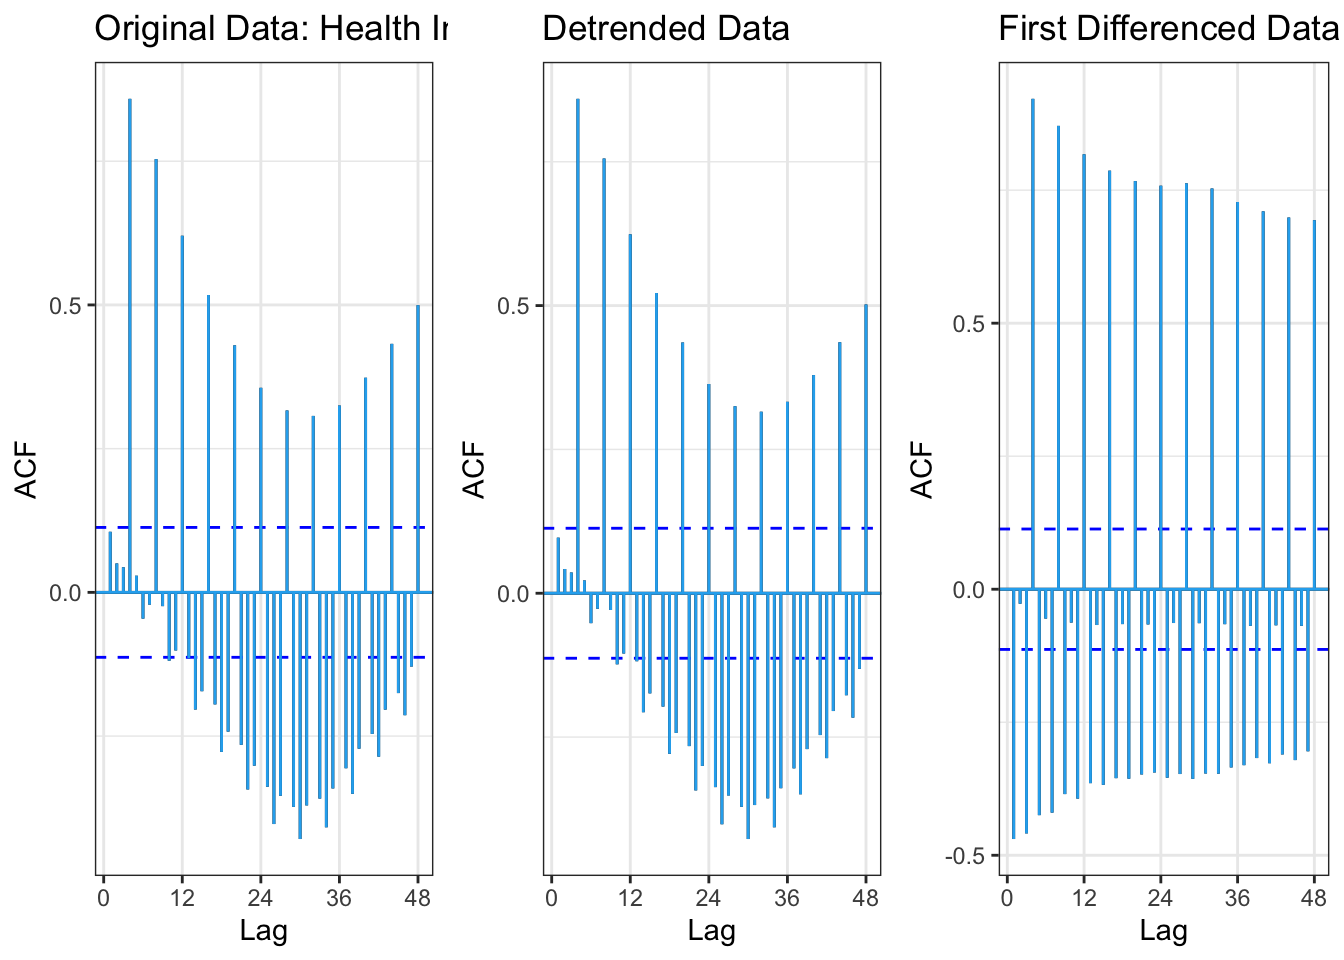 Original Data: Health In
ACF
0.5
0.0
0 12 24 36 48
Lag
Detrended Data
ACF
0.5
0.0
0 12 24 36 48
Lag
First Differenced Data
ACF
0.5
0.0
-0.5
0 12 24 36 48
Lag